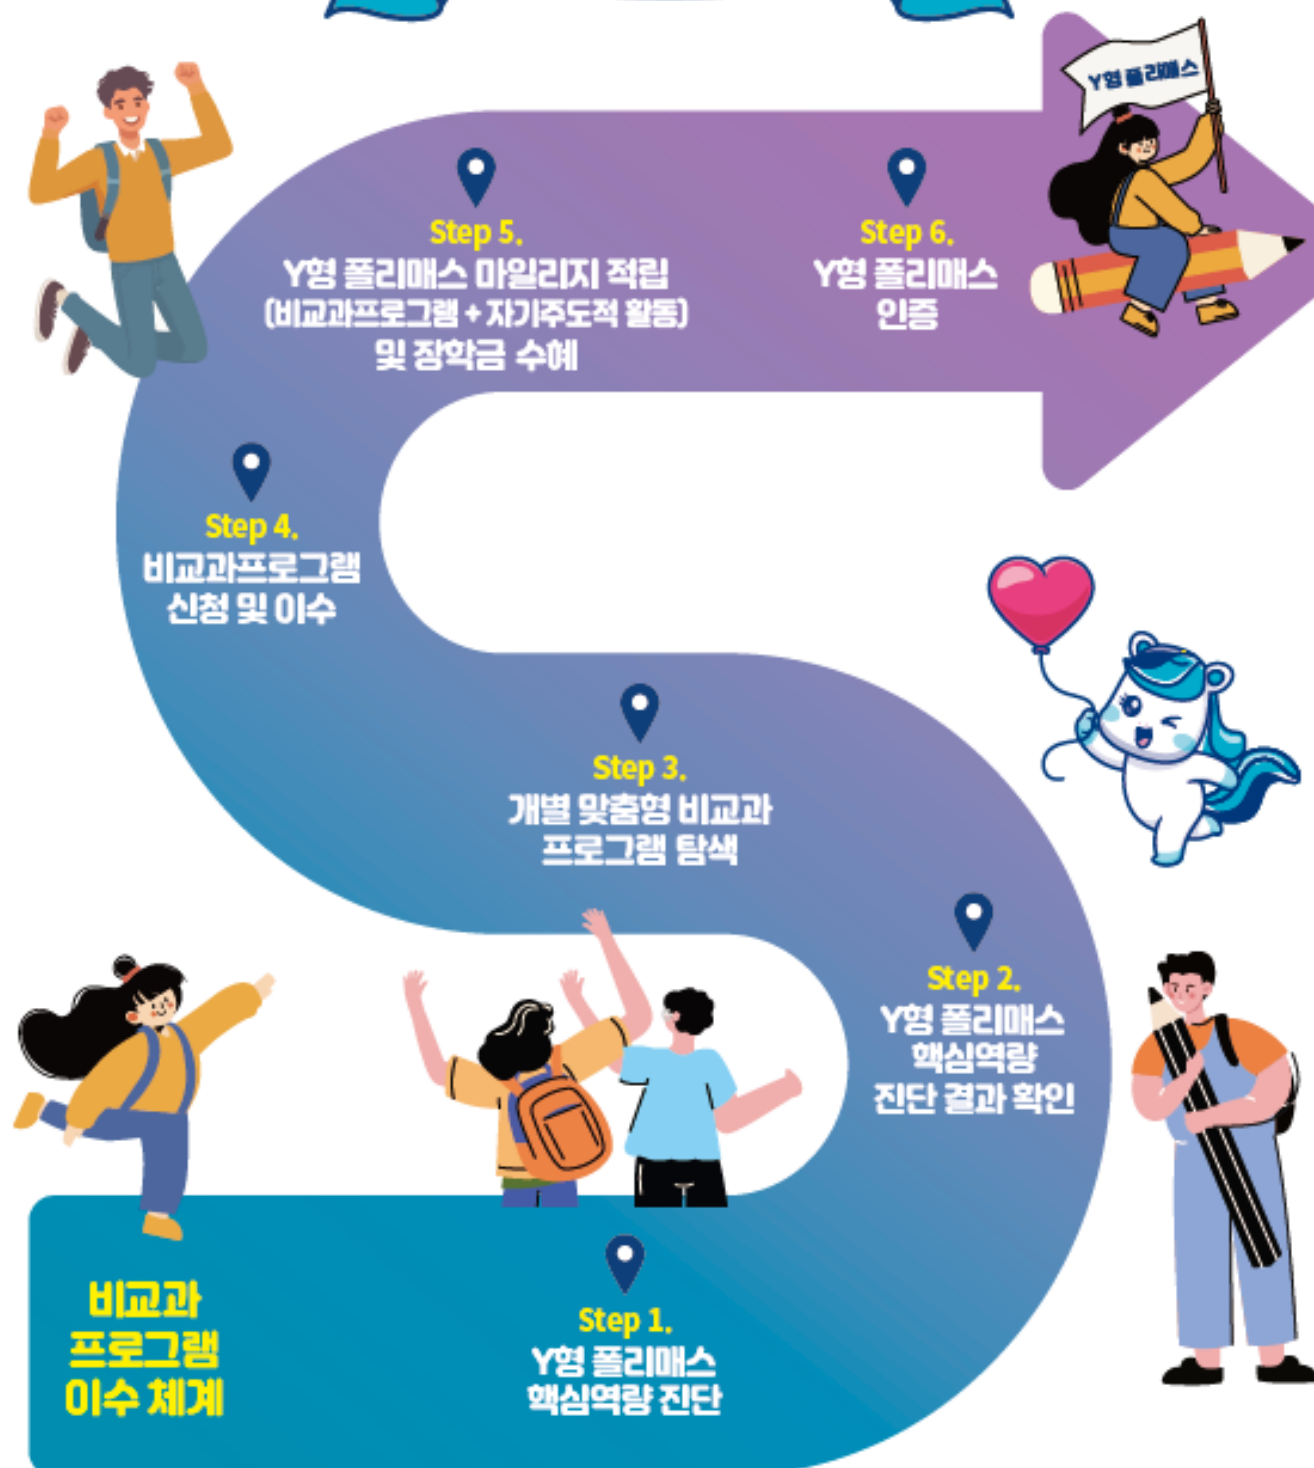 Y형 폴리매스
Step 5.
Y형 폴리매스 마일리지 적립
(비교과프로그램 + 자기주도적 활동)
및 장학금 수혜
Step 6.
Y형 폴리매스
인증
Step 4.
비교과프로그램
신청 및 이수
Step 3.
개별 맞춤형 비교과
프로그램 탐색
Step 2.
Y형 폴리매스
핵심역량
진단 결과 확인
비교과
프로그램
이수 체계
Step 1.
Y형 폴리매스
핵심역량 진단